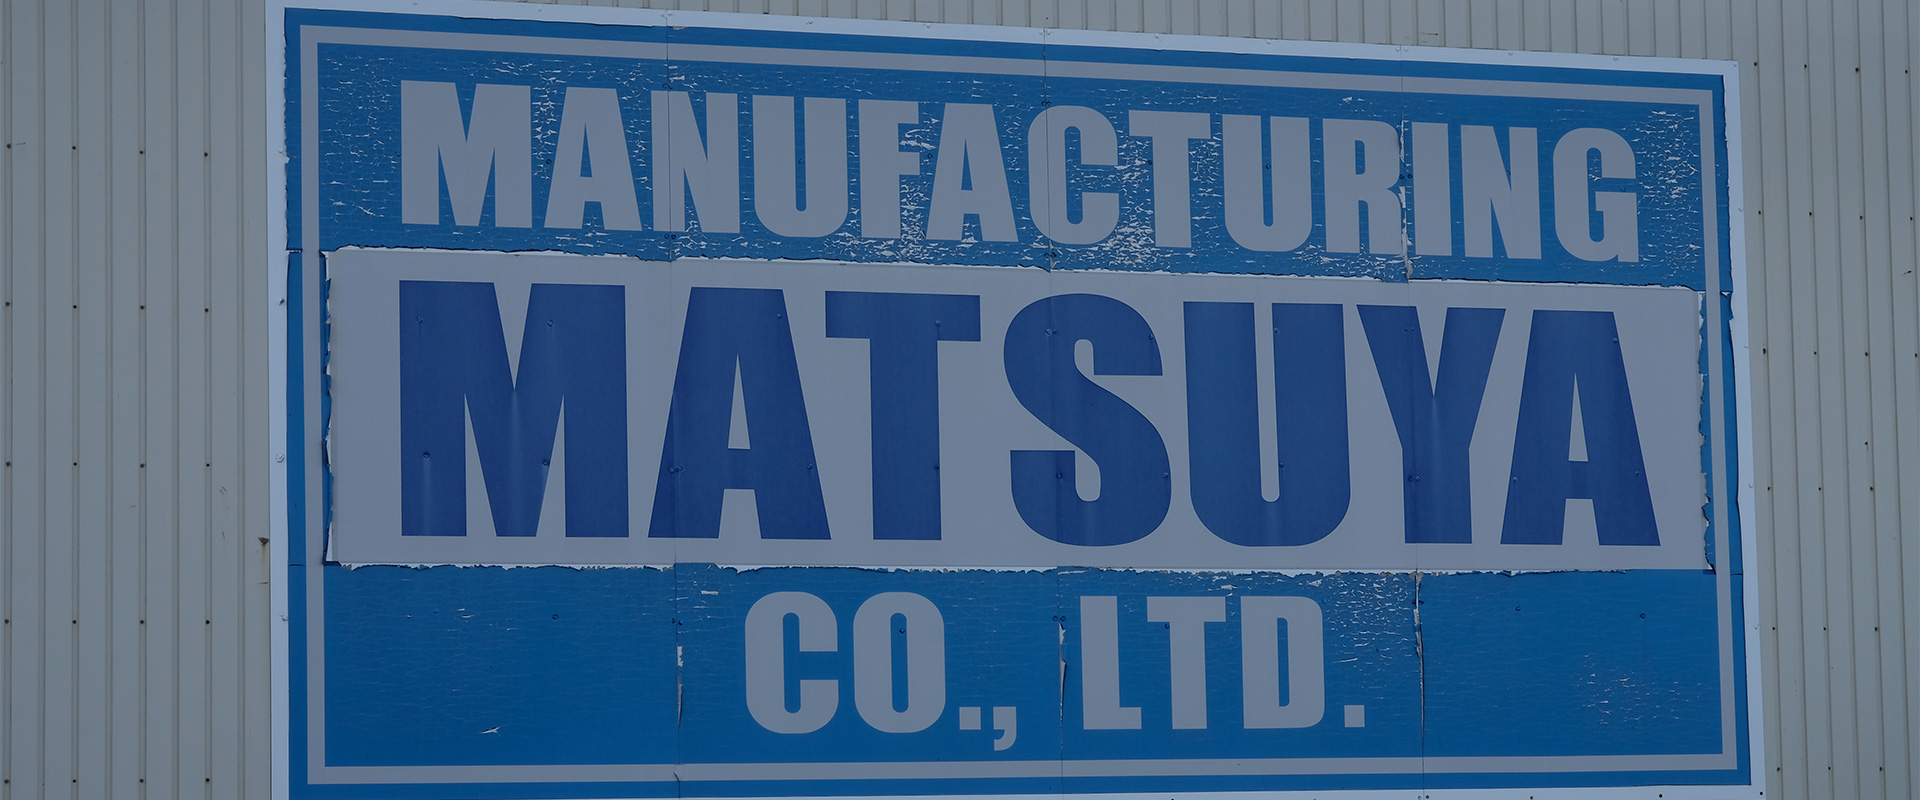 MANUFACTURING
MATSUYA
CO., LTD.